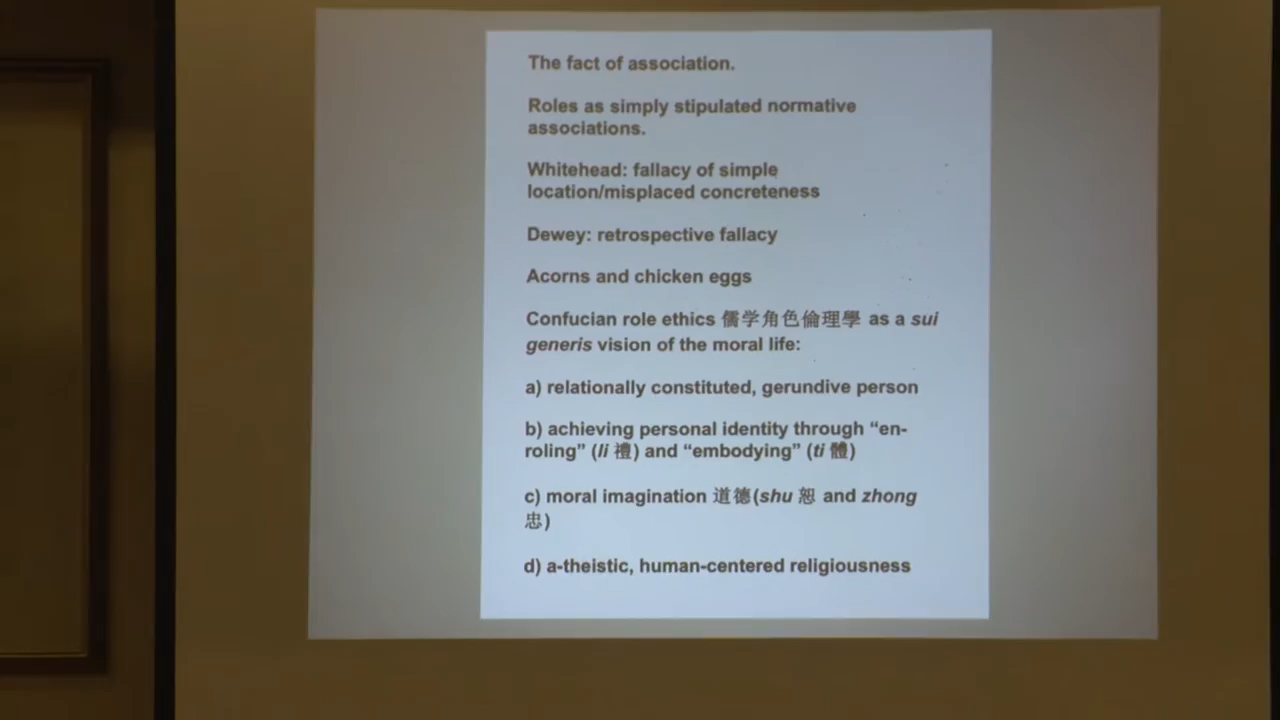 The fact of association.
Roles as simply stipulated normative
associations.
Whitehead: fallacy of simple
location/misplaced concreteness
Dewey: retrospective fallacy
Acorns and chicken eggs
Confucian role ethics 儒学角色倫理學 as a sui
generis vision of the moral life:
a) relationally constituted, gerundive person
b) achieving personal identity through “en-
roling” (li 禮) and “embodying” (ti 體)
c) moral imagination 道德(shu 恕 and zhong
忠)
d) a-theistic, human-centered religiousness